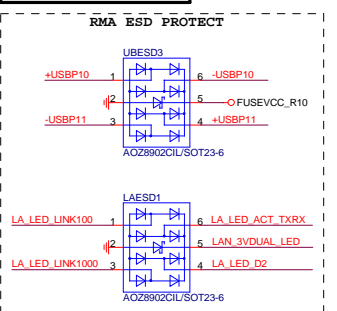 RMA ESD PROTECT
UBESD3
+USBP10 1 6 -USBP10
2 5 FUSEVCC_R10
-USBP11 3 4 +USBP11
AOZ8902CIL/SOT23-6
LAESD1
LA_LED_LINK100 1 6 LA_LED_ACT_TXRX
2 5 LAN_3VDUAL_LED
LA_LED_LINK1000 3 4 LA_LED_D2
AOZ8902CIL/SOT23-6